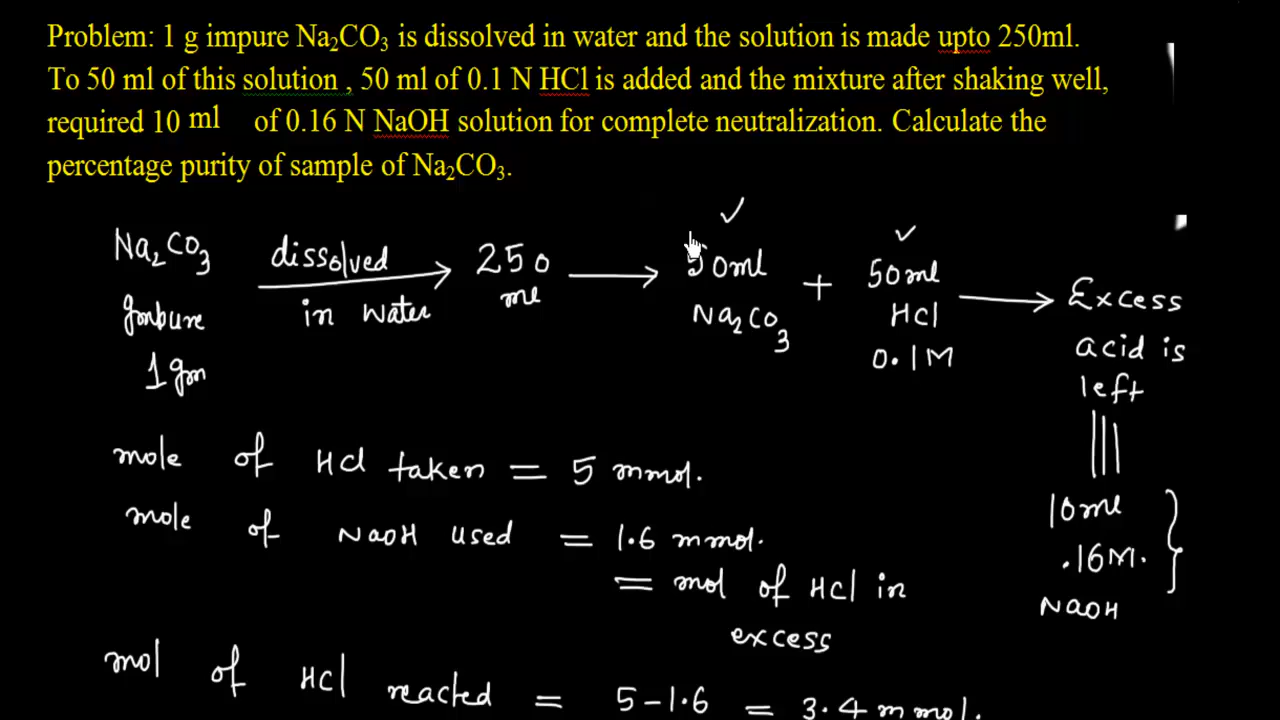 Problem: 1 g impure Na₂CO₃ is dissolved in water and the solution is made upto 250ml.
To 50 ml of this solution , 50 ml of 0.1 N HCl is added and the mixture after shaking well,
required 10 ml of 0.16 N NaOH solution for complete neutralization. Calculate the
percentage purity of sample of Na₂CO₃.
Na₂CO₃
Impure
1gm
dissolved
in water
250
ml
50ml
Na₂CO₃
+
50ml
HCl
0.1M
Excess
acid is
left
10ml
.16M.
NaOH
mole of HCl taken = 5 mmol.
mole of NaOH used = 1.6 mmol.
= mol of HCl in
excess
mol of HCl reacted = 5-1.6 = 3.4 mmol.